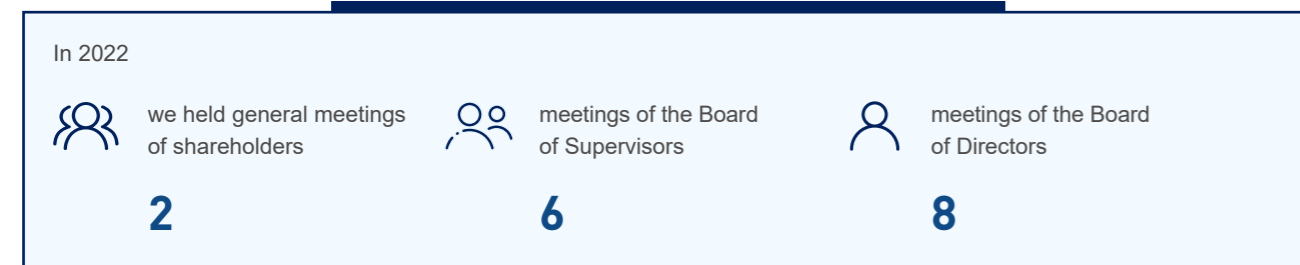 In 2022
we held general meetings
of shareholders
2
meetings of the Board
of Supervisors
6
meetings of the Board
of Directors
8